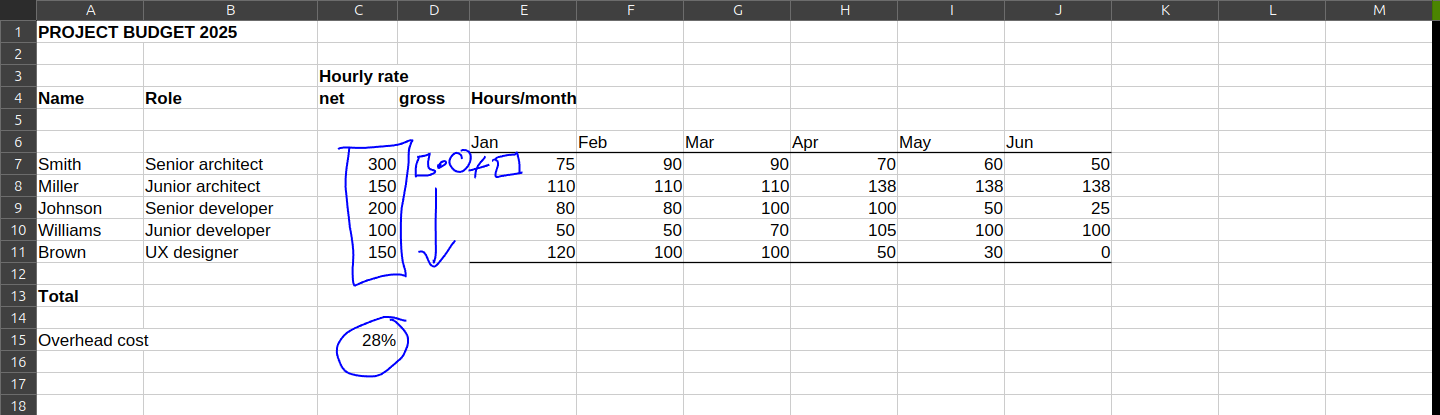 A B C D E F G H I J K L M
1 PROJECT BUDGET 2025
2
3 Hourly rate
4 Name Role net gross Hours/month
5
6 Jan Feb Mar Apr May Jun
7 Smith Senior architect 300 75 90 90 70 60 50
8 Miller Junior architect 150 110 110 110 138 138 138
9 Johnson Senior developer 200 80 80 100 100 50 25
10 Williams Junior developer 100 50 50 70 105 100 100
11 Brown UX designer 150 120 100 100 50 30 0
12
13 Total
14
15 Overhead cost 28%
16
17
18